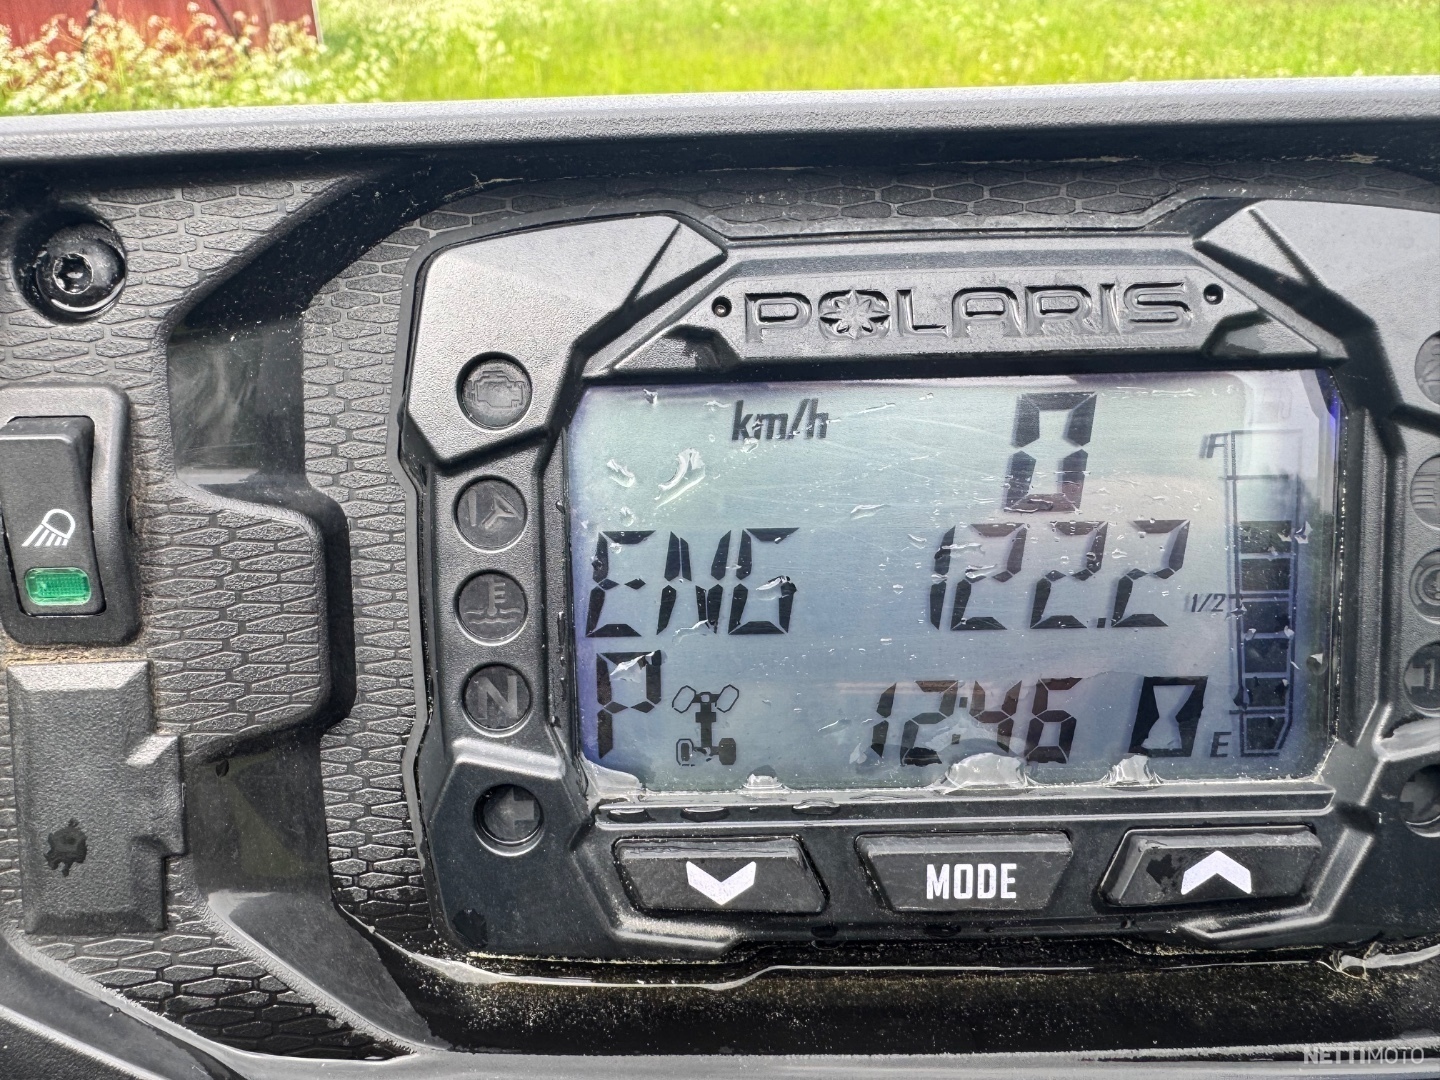 POLARIS
km/h 0
F
ENG 122.2
1/2
P 12:46
E
N
MODE
NETTIMOTO